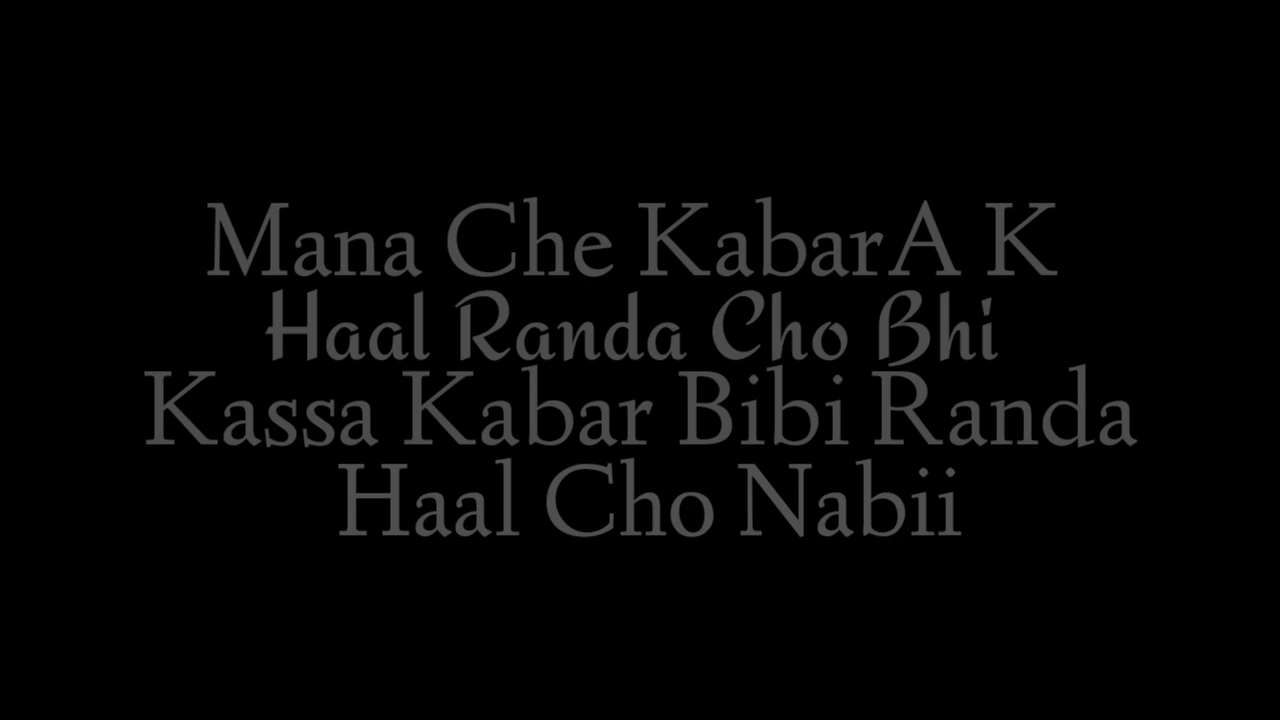 Mana Che KabarA K
Haal Randa Cho Bhi
Kassa Kabar Bibi Randa
Haal Cho Nabii